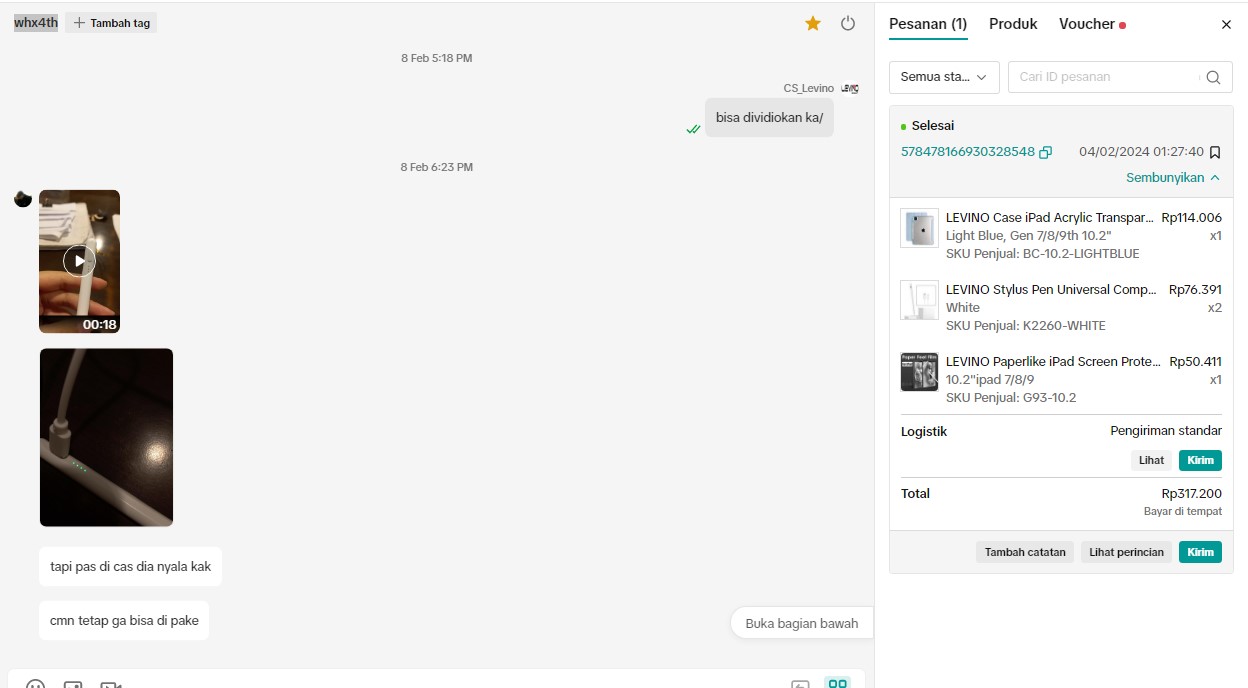 whx4th
Tambah tag
8 Feb 5:18 PM
CS_Levino
bisa dividiokan ka/
8 Feb 6:23 PM
00:18
tapi pas di cas dia nyala kak
cmn tetap ga bisa di pake
Buka bagian bawah
Pesanan (1)
Produk
Voucher
Semua sta...
Cari ID pesanan
Selesai
578478166930328548
04/02/2024 01:27:40
Sembunyikan
LEVINO Case iPad Acrylic Transpar... Rp114.006
Light Blue, Gen 7/8/9th 10.2" x1
SKU Penjual: BC-10.2-LIGHTBLUE
LEVINO Stylus Pen Universal Comp... Rp76.391
White x2
SKU Penjual: K2260-WHITE
Paper Feel Film
LEVINO Paperlike iPad Screen Prote... Rp50.411
10.2"ipad 7/8/9 x1
SKU Penjual: G93-10.2
Logistik Pengiriman standar
Lihat Kirim
Total Rp317.200
Bayar di tempat
Tambah catatan Lihat perincian Kirim